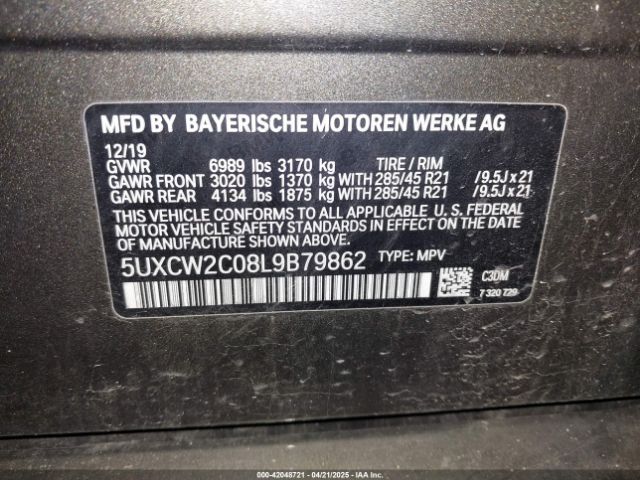 MFD BY BAYERISCHE MOTOREN WERKE AG
12/19
GVWR 6989 lbs 3170 kg TIRE / RIM
GAWR FRONT 3020 lbs 1370 kg WITH 285/45 R21 /9.5J x 21
GAWR REAR 4134 lbs 1875 kg WITH 285/45 R21 /9.5J x 21
THIS VEHICLE CONFORMS TO ALL APPLICABLE U. S. FEDERAL
MOTOR VEHICLE SAFETY STANDARDS IN EFFECT ON THE DATE
OF MANUFACTURE SHOWN ABOVE.
5UXCW2C08L9B79862 TYPE: MPV
C3DM
7 320 729
000-42048721 - 04/21/2025 - IAAI.CA